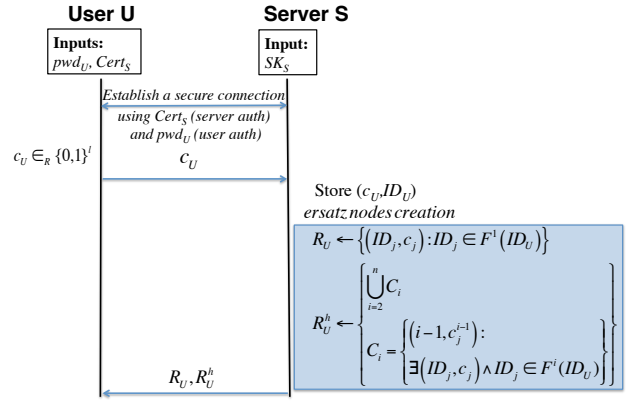 User U Server S
Inputs: Input:
pwd_U, Cert_S SK_S
Establish a secure connection
using Cert_S (server auth)
and pwd_U (user auth)
c_U ∈_R {0,1}^l
c_U
Store (c_U,ID_U)
ersatz nodes creation
R_U ← {(ID_j,c_j):ID_j ∈ F^1(ID_U)}
⋃_{i=2}^{n} C_i
R_U^h ←
C_i = {(i−1,c_j^{i−1}):
∃(ID_j,c_j)∧ID_j ∈ F^i(ID_U)}
R_U,R_U^h